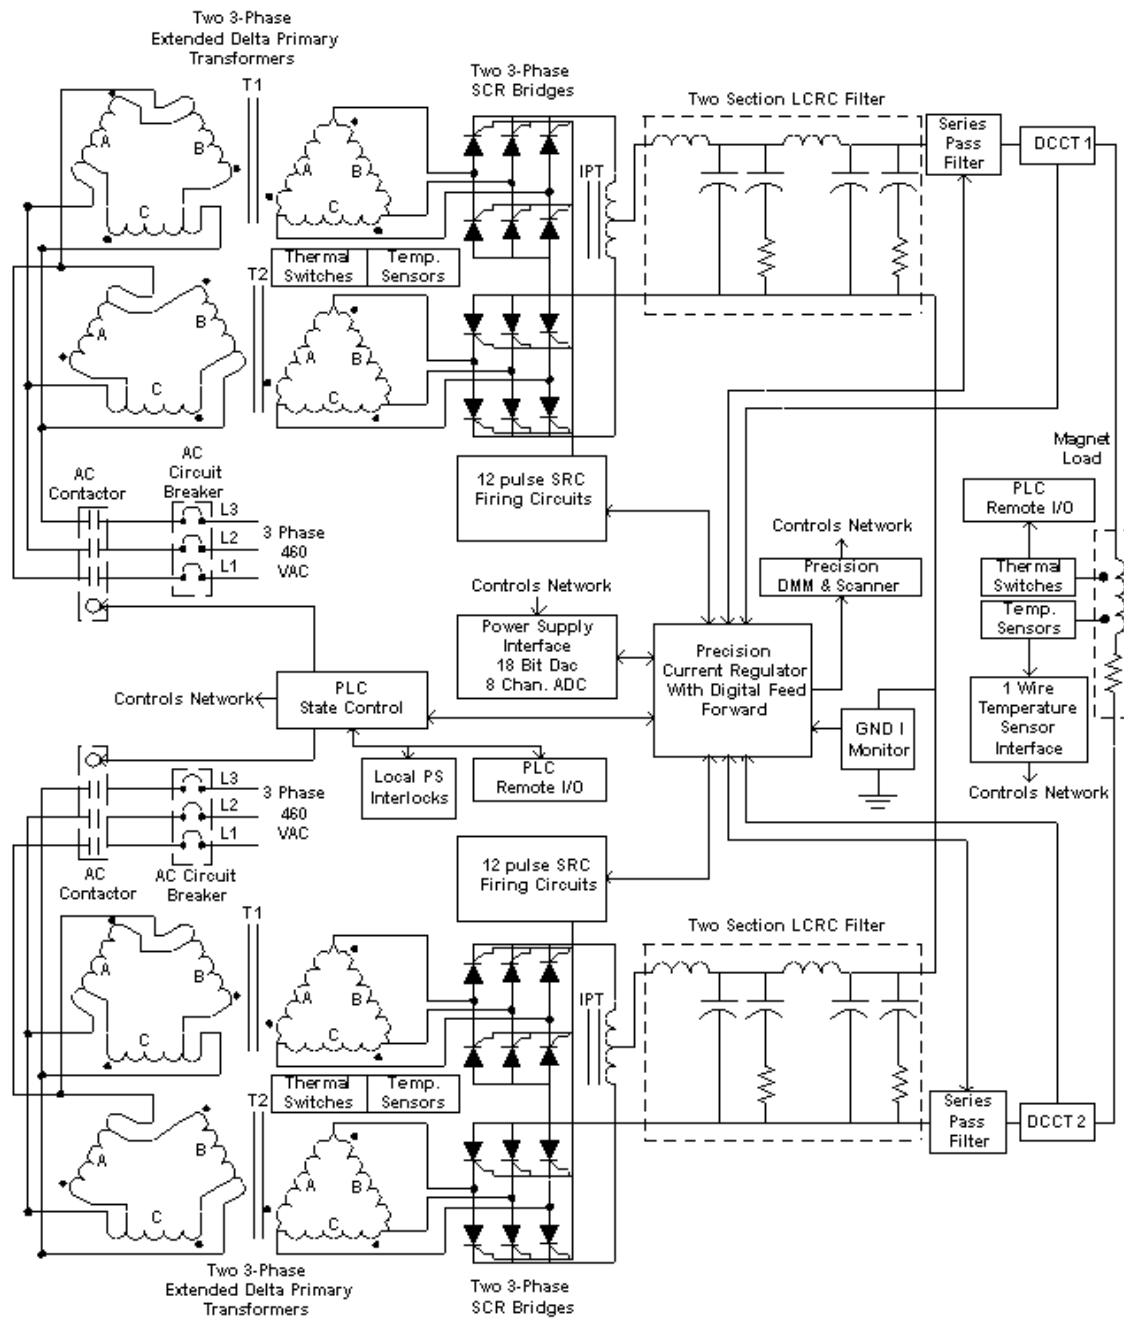 Two 3-Phase
Extended Delta Primary
Transformers
T1
A
B
C
A
B
C
Two 3-Phase
SCR Bridges
IPT
Two Section LCRC Filter
Series
Pass
Filter
DCCT 1
Thermal
Switches
Temp.
Sensors
T2
A
B
C
A
B
C
AC
Contactor
AC
Circuit
Breaker
L3
L2
L1
3 Phase
460
VAC
12 pulse SRC
Firing Circuits
Magnet
Load
PLC
Remote I/O
Thermal
Switches
Temp.
Sensors
1 Wire
Temperature
Sensor
Interface
Controls Network
Controls Network
Precision
DMM & Scanner
Controls Network
Power Supply
Interface
18 Bit Dac
8 Chan. ADC
Precision
Current Regulator
With Digital Feed
Forward
GND I
Monitor
Controls Network
PLC
State Control
Local PS
Interlocks
PLC
Remote I/O
L3
L2
L1
3 Phase
460
VAC
AC
Contactor
AC Circuit
Breaker
12 pulse SRC
Firing Circuits
T1
A
B
C
A
B
C
IPT
Two Section LCRC Filter
Thermal
Switches
Temp.
Sensors
T2
A
B
C
A
B
C
Series
Pass
Filter
DCCT 2
Two 3-Phase
Extended Delta Primary
Transformers
Two 3-Phase
SCR Bridges